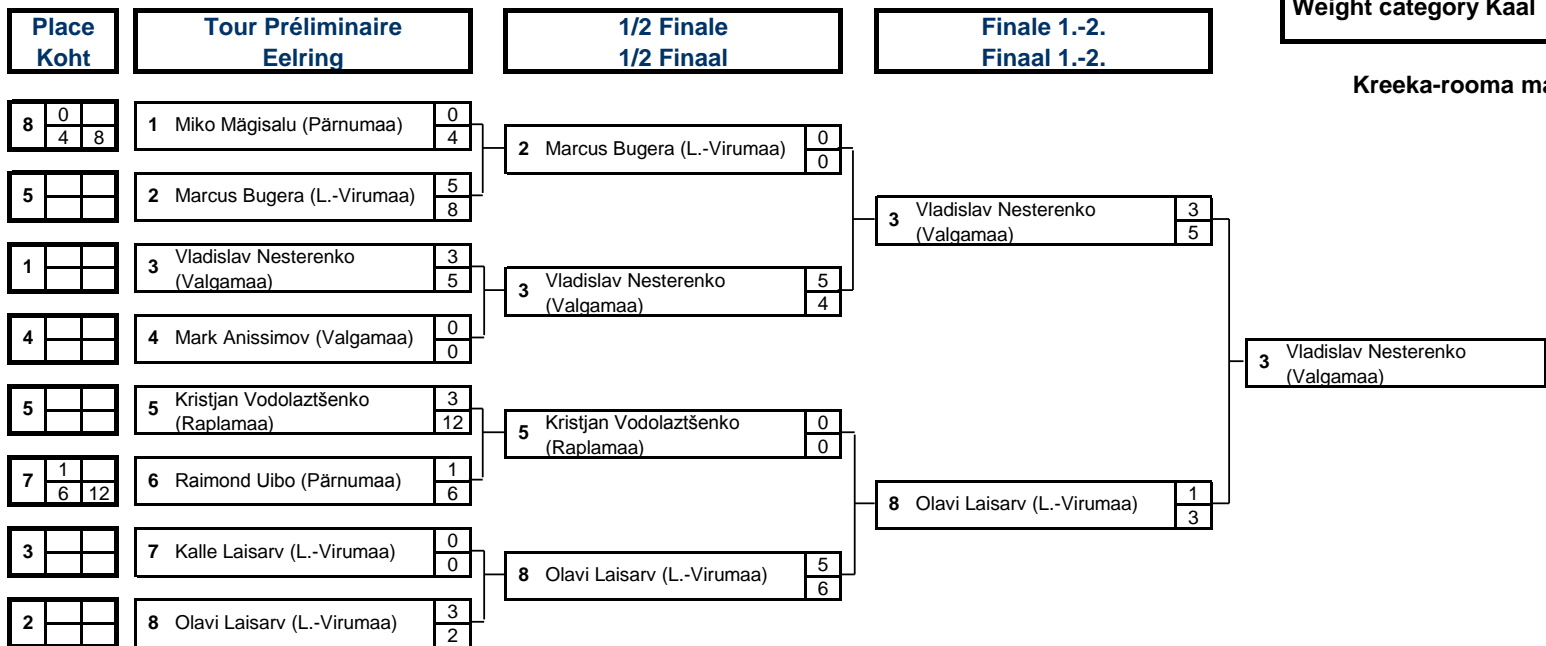 Weight category Kaal
Place
Koht
Tour Préliminaire
Eelring
1/2 Finale
1/2 Finaal
Finale 1.-2.
Finaal 1.-2.
Kreeka-rooma ma
8 0
4 8
1 Miko Mägisalu (Pärnumaa) 0
4
2 Marcus Bugera (L.-Virumaa) 0
0
5
2 Marcus Bugera (L.-Virumaa) 5
8
3 Vladislav Nesterenko
(Valgamaa) 3
5
1
3 Vladislav Nesterenko
(Valgamaa) 3
5
3 Vladislav Nesterenko
(Valgamaa) 5
4
4
4 Mark Anissimov (Valgamaa) 0
0
3 Vladislav Nesterenko
(Valgamaa)
5
5 Kristjan Vodolaztšenko
(Raplamaa) 3
12
5 Kristjan Vodolaztšenko
(Raplamaa) 0
0
7 1
6 12
6 Raimond Uibo (Pärnumaa) 1
6
8 Olavi Laisarv (L.-Virumaa) 1
3
3
7 Kalle Laisarv (L.-Virumaa) 0
0
8 Olavi Laisarv (L.-Virumaa) 5
6
2
8 Olavi Laisarv (L.-Virumaa) 3
2